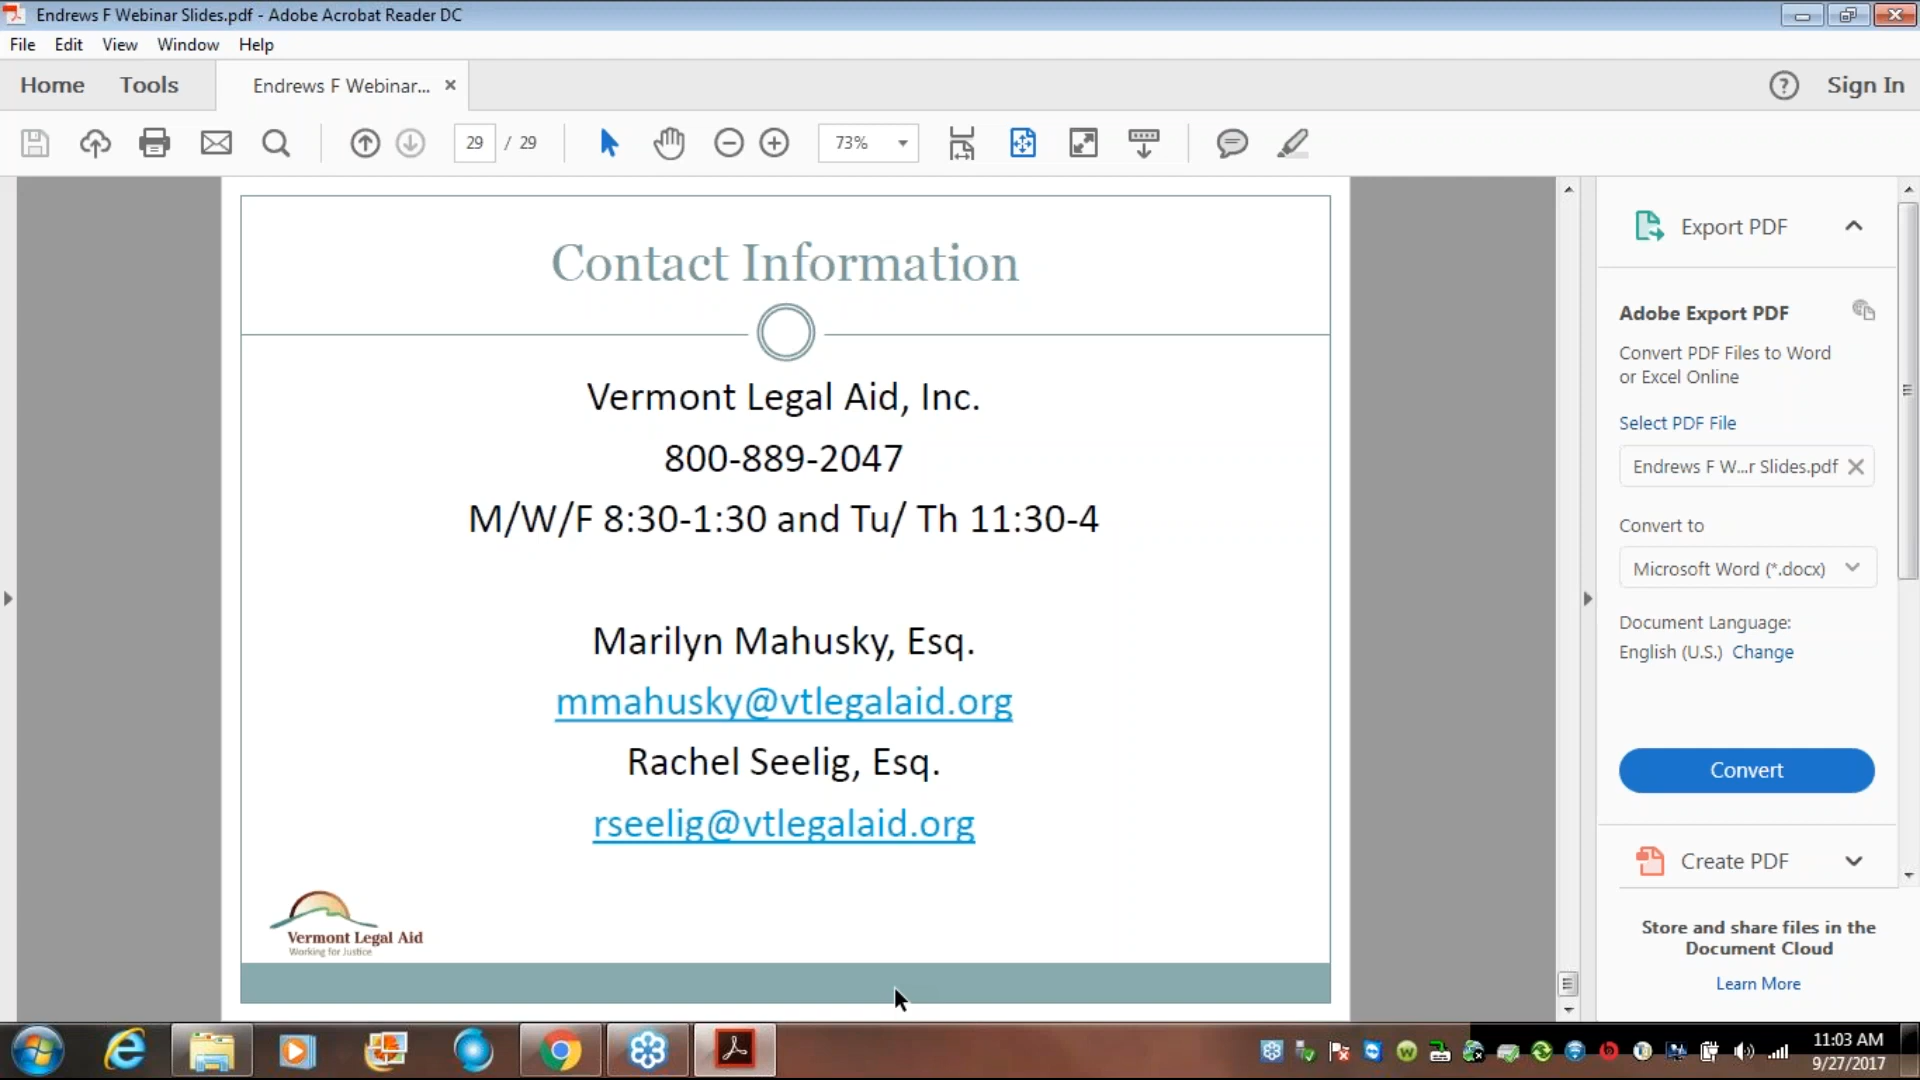 Endrews F Webinar Slides.pdf - Adobe Acrobat Reader DC
File Edit View Window Help
Home Tools Endrews F Webinar... Sign In
29 / 29 73%
Contact Information
Vermont Legal Aid, Inc.
800-889-2047
M/W/F 8:30-1:30 and Tu/ Th 11:30-4
Marilyn Mahusky, Esq.
mmahusky@vtlegalaid.org
Rachel Seelig, Esq.
rseelig@vtlegalaid.org
Vermont Legal Aid
Working for Justice
Export PDF
Adobe Export PDF
Convert PDF Files to Word
or Excel Online
Select PDF File
Endrews F W...r Slides.pdf
Convert to
Microsoft Word (*.docx)
Document Language:
English (U.S.) Change
Convert
Create PDF
Store and share files in the
Document Cloud
Learn More
11:03 AM
9/27/2017